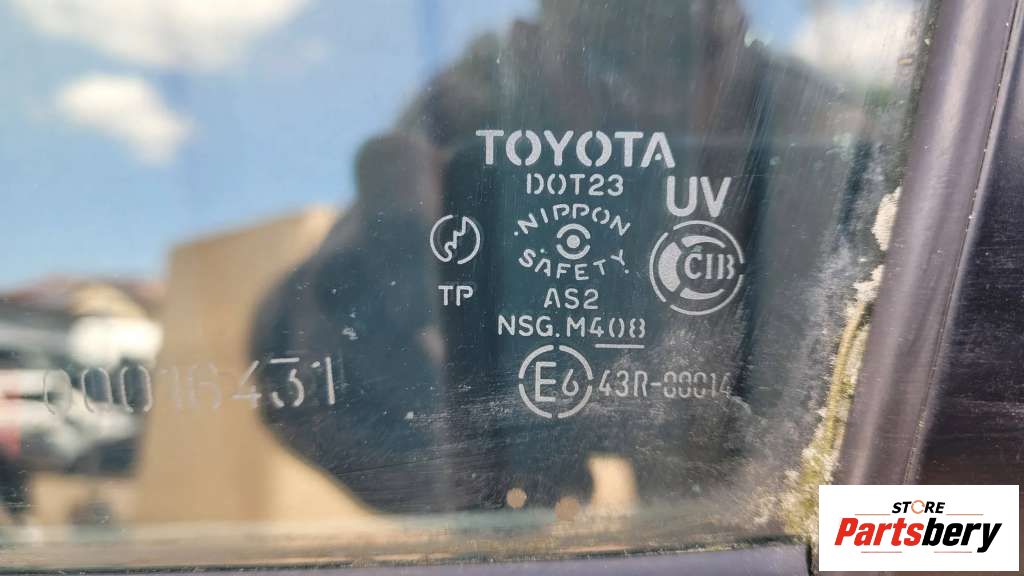 TOYOTA
DOT23
UV
NIPPON
SAFETY
CIB
TP
AS2
NSG.M408
00016431
E6 43R-00014
STORE
Partsbery